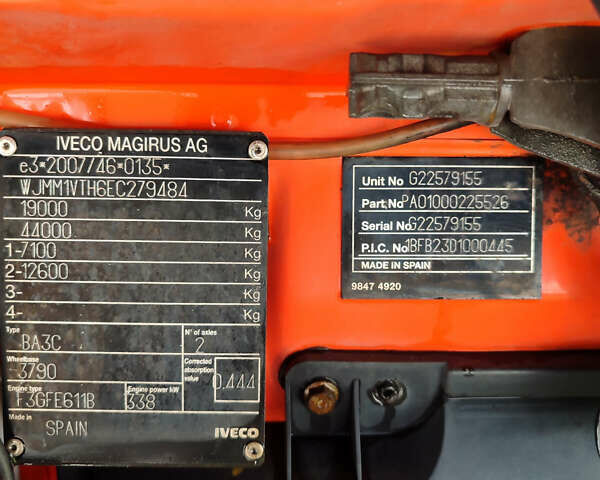 IVECO MAGIRUS AG
e3*2007/46*0135*
WJMM1VTH6EC279484
19000 Kg
44000 Kg
1-7100 Kg
2-12600 Kg
3- Kg
4- Kg
Type
BA3C
N° of axles
2
Wheelbase
3790
Corrected absorption value
0.444
Engine type
F3GFE611B
Engine power kW
338
Made in
SPAIN
IVECO
Unit No G22579155
Part.No PA01000225526
Serial No G22579155
P.I.C. No 1BFB23D1000445
MADE IN SPAIN
9847 4920